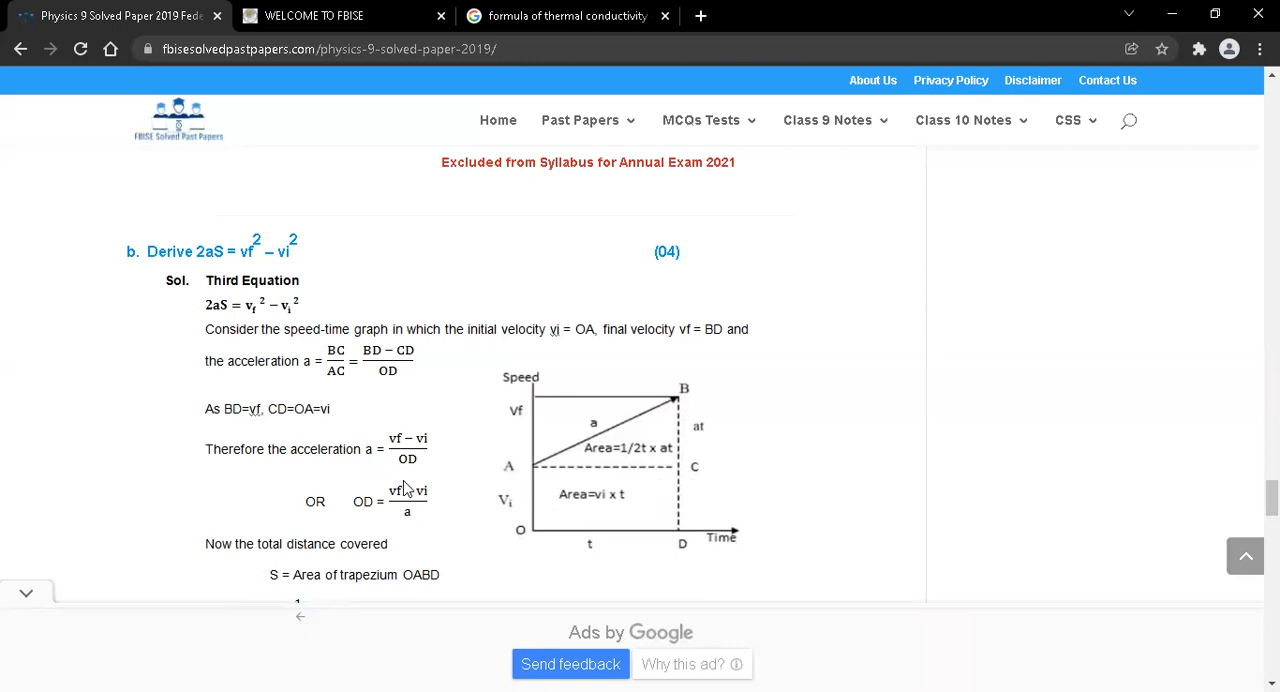 Physics 9 Solved Paper 2019 Fede
WELCOME TO FBISE
formula of thermal conductivity
fbisesolvedpastpapers.com/physics-9-solved-paper-2019/
About Us Privacy Policy Disclaimer Contact Us
FBISE Solved Past Papers
Home Past Papers MCQs Tests Class 9 Notes Class 10 Notes CSS
Excluded from Syllabus for Annual Exam 2021
b. Derive 2aS = vf² – vi² (04)
Sol. Third Equation
2aS = v_f² − v_i²
Consider the speed-time graph in which the initial velocity vi = OA, final velocity vf = BD and
the acceleration a = BC/AC = BD − CD/OD
As BD=vf, CD=OA=vi
Therefore the acceleration a = vf − vi/OD
OR OD = vf vi/a
Now the total distance covered
S = Area of trapezium OABD
1
Speed
B
Vf
a
at
Area=1/2t x at
A
C
Vi
Area=vi x t
O
Time
t
D
Ads by Google
Send feedback
Why this ad?